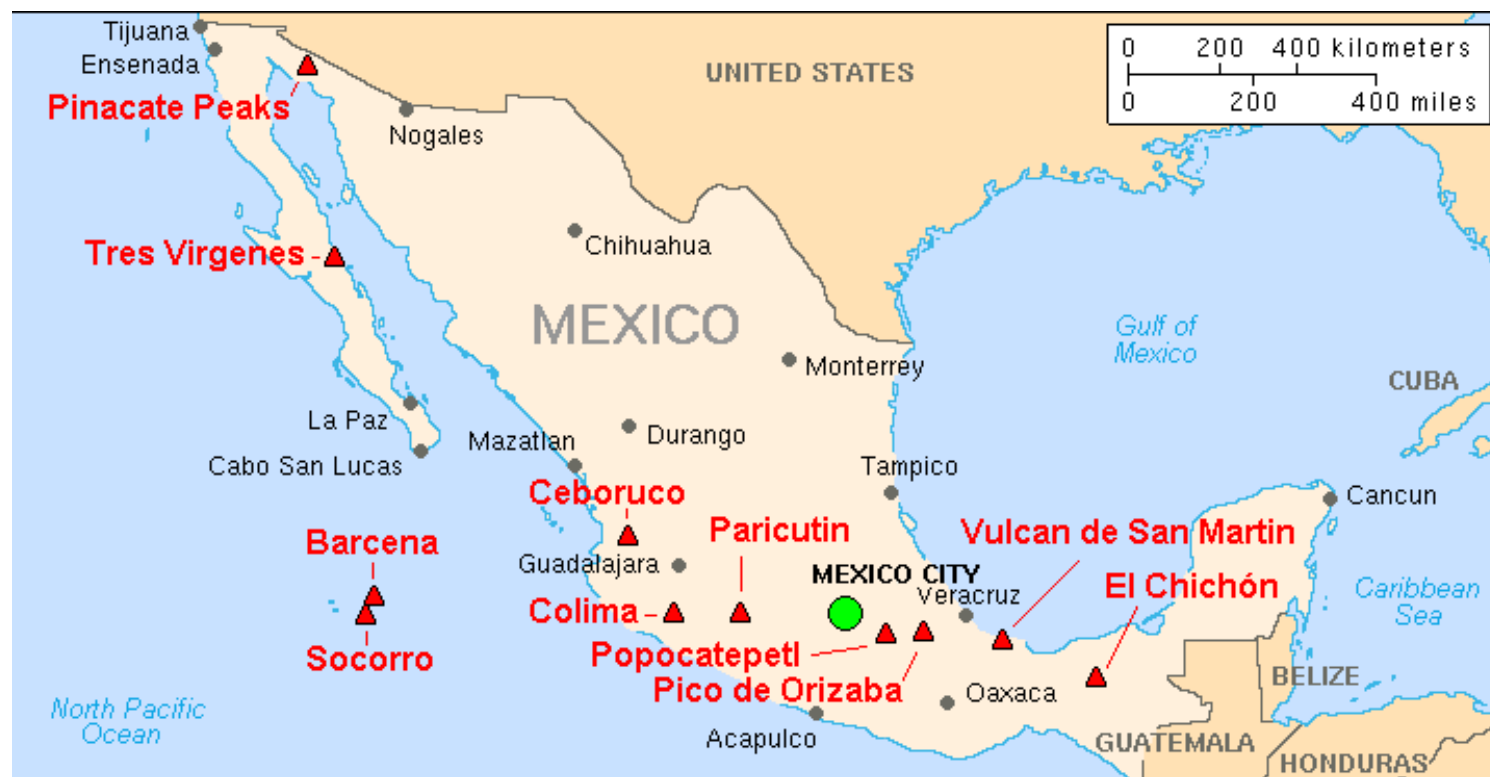 Tijuana
Ensenada
Pinacate Peaks
Nogales
UNITED STATES
0 200 400 kilometers
0 200 400 miles
Chihuahua
Tres Virgenes
MEXICO
Gulf of
Mexico
Monterrey
CUBA
La Paz
Durango
Mazatlan
Cabo San Lucas
Tampico
Cancun
Ceboruco
Paricutin
Vulcan de San Martin
Barcena
Guadalajara
MEXICO CITY
El Chichón
Veracruz
Caribbean
Sea
Colima
Socorro
Popocatepetl
Pico de Orizaba
Oaxaca
BELIZE
North Pacific
Ocean
Acapulco
GUATEMALA
HONDURAS